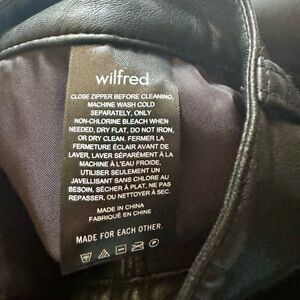 wilfred
CLOSE ZIPPER BEFORE CLEANING,
MACHINE WASH COLD
SEPARATELY, ONLY
NON-CHLORINE BLEACH WHEN
NEEDED, DRY FLAT, DO NOT IRON,
OR DRY CLEAN. FERMER LA
FERMETURE ÉCLAIR AVANT DE
LAVER, LAVER SÉPARÉMENT À LA
MACHINE À L'EAU FROIDE,
UTILISER SEULEMENT UN
JAVELLISANT SANS CHLORE AU
BESOIN, SÉCHER À PLAT, NE PAS
REPASSER, OU NETTOYER À SEC.
MADE IN CHINA
FABRIQUÉ EN CHINE
MADE FOR EACH OTHER.